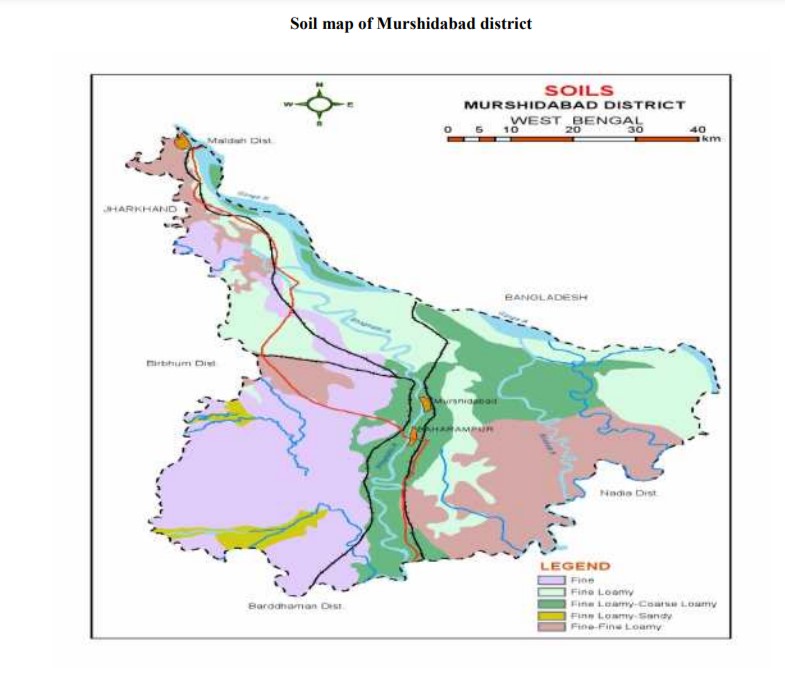 Soil map of Murshidabad district
N
W E
S
SOILS
MURSHIDABAD DISTRICT
WEST BENGAL
0 5 10 20 30 40
km
Maldah Dist.
JHARKHAND
Ganga R
BANGLADESH
Ganga R
Birbhum Dist.
Murshidabad
BAHARAMPUR
Nadia Dist.
Barddhaman Dist.
LEGEND
Fine
Fine Loamy
Fine Loamy-Coarse Loamy
Fine Loamy-Sandy
Fine-Fine Loamy